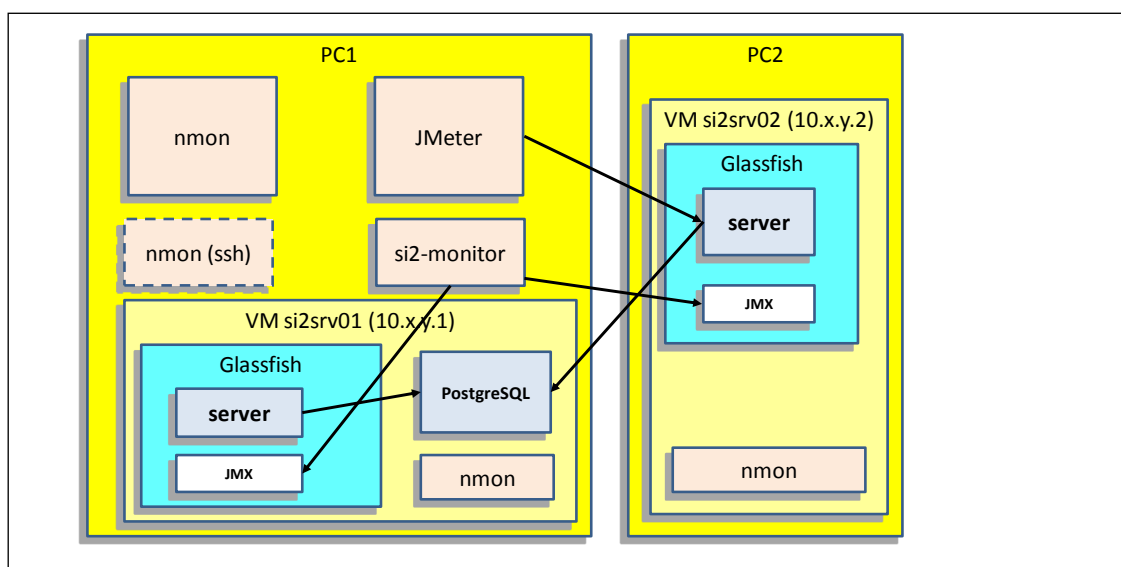 PC1
nmon
JMeter
nmon (ssh)
si2-monitor
VM si2srv01 (10.x.y.1)
Glassfish
server
JMX
PostgreSQL
nmon
PC2
VM si2srv02 (10.x.y.2)
Glassfish
server
JMX
nmon